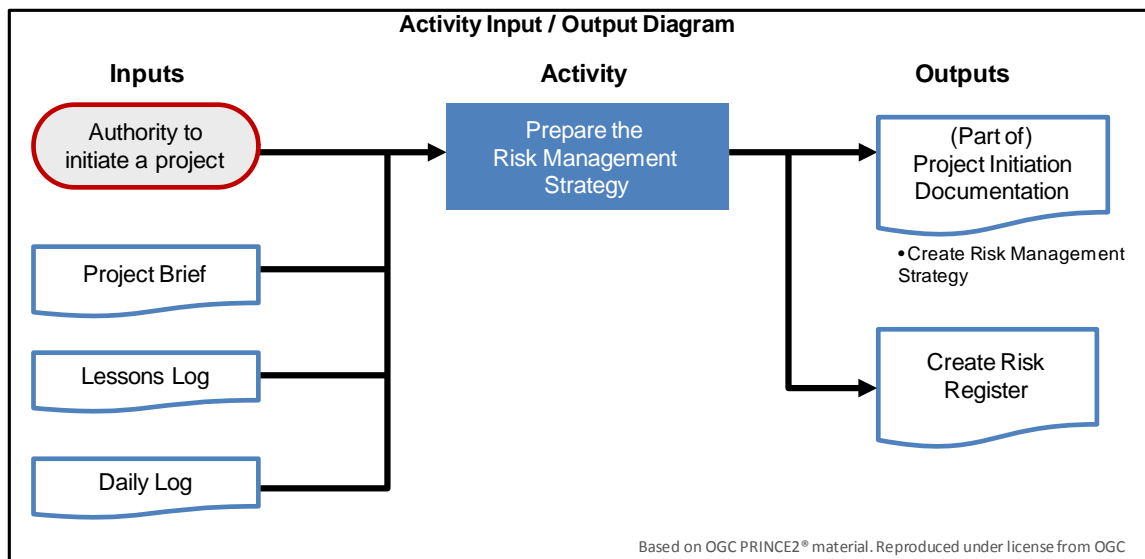 Activity Input / Output Diagram
Inputs
Activity
Outputs
Authority to
initiate a project
Prepare the
Risk Management
Strategy
(Part of)
Project Initiation
Documentation
• Create Risk Management
Strategy
Project Brief
Lessons Log
Create Risk
Register
Daily Log
Based on OGC PRINCE2® material. Reproduced under license from OGC